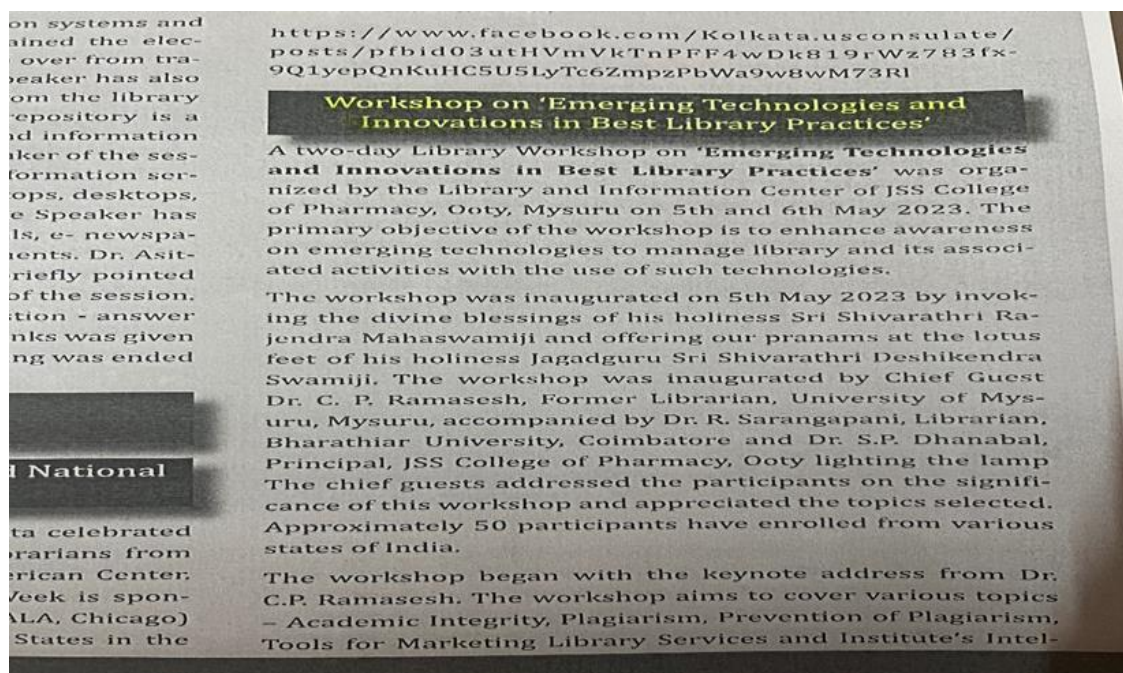 on systems and
ained the elec-
over from tra-
peaker has also
om the library
repository is a
nd information
aker of the ses-
formation ser-
ops, desktops,
e Speaker has
ls, e- newspa-
ments. Dr. Asit-
riefly pointed
of the session.
tion - answer
nks was given
ng was ended
d National
ta celebrated
brarians from
erican Center.
Week is spon-
ALA, Chicago)
States in the
https://www.facebook.com/Kolkata.usconsulate/
posts/pfbid03utHVmVkTnPFF4wDk819rWz783fx-
9Q1yepQnKuHC5U5LyTc6ZmpzPbWa9w8wM73Rl
Workshop on 'Emerging Technologies and
Innovations in Best Library Practices'
A two-day Library Workshop on 'Emerging Technologies
and Innovations in Best Library Practices' was orga-
nized by the Library and Information Center of JSS College
of Pharmacy, Ooty, Mysuru on 5th and 6th May 2023. The
primary objective of the workshop is to enhance awareness
on emerging technologies to manage library and its associ-
ated activities with the use of such technologies.
The workshop was inaugurated on 5th May 2023 by invok-
ing the divine blessings of his holiness Sri Shivarathri Ra-
jendra Mahaswamiji and offering our pranams at the lotus
feet of his holiness Jagadguru Sri Shivarathri Deshikendra
Swamiji. The workshop was inaugurated by Chief Guest
Dr. C. P. Ramasesh, Former Librarian, University of Mys-
uru, Mysuru, accompanied by Dr. R. Sarangapani, Librarian,
Bharathiar University, Coimbatore and Dr. S.P. Dhanabal,
Principal, JSS College of Pharmacy, Ooty lighting the lamp
The chief guests addressed the participants on the signifi-
cance of this workshop and appreciated the topics selected.
Approximately 50 participants have enrolled from various
states of India.
The workshop began with the keynote address from Dr.
C.P. Ramasesh. The workshop aims to cover various topics
– Academic Integrity, Plagiarism, Prevention of Plagiarism,
Tools for Marketing Library Services and Institute's Intel-